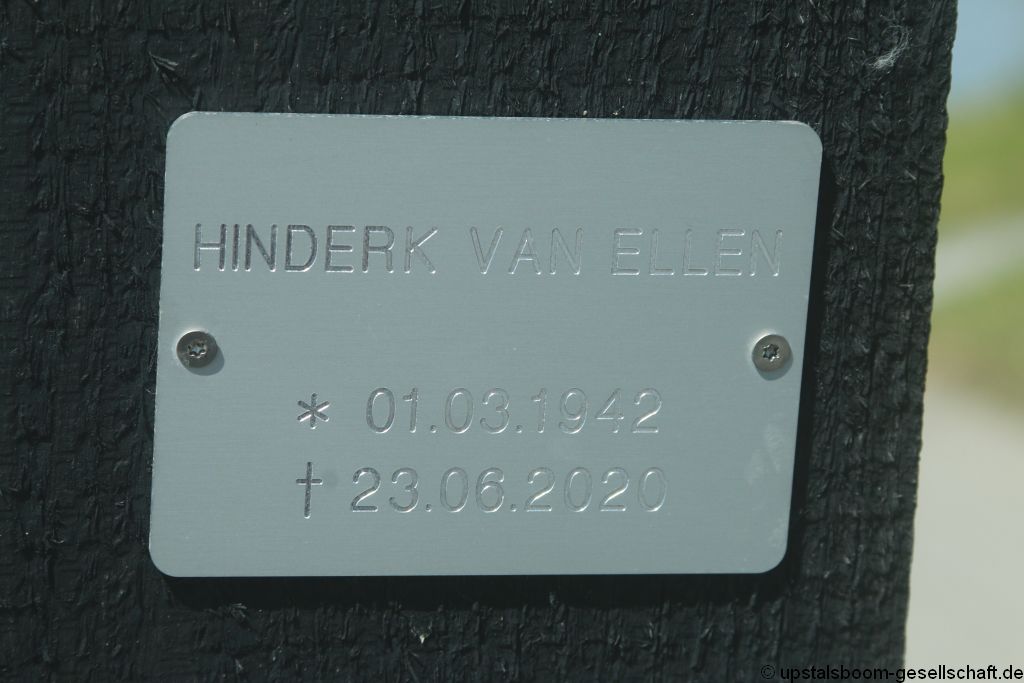 HINDERK VAN ELLEN
* 01.03.1942
† 23.06.2020
© upstalsboom-gesellschaft.de